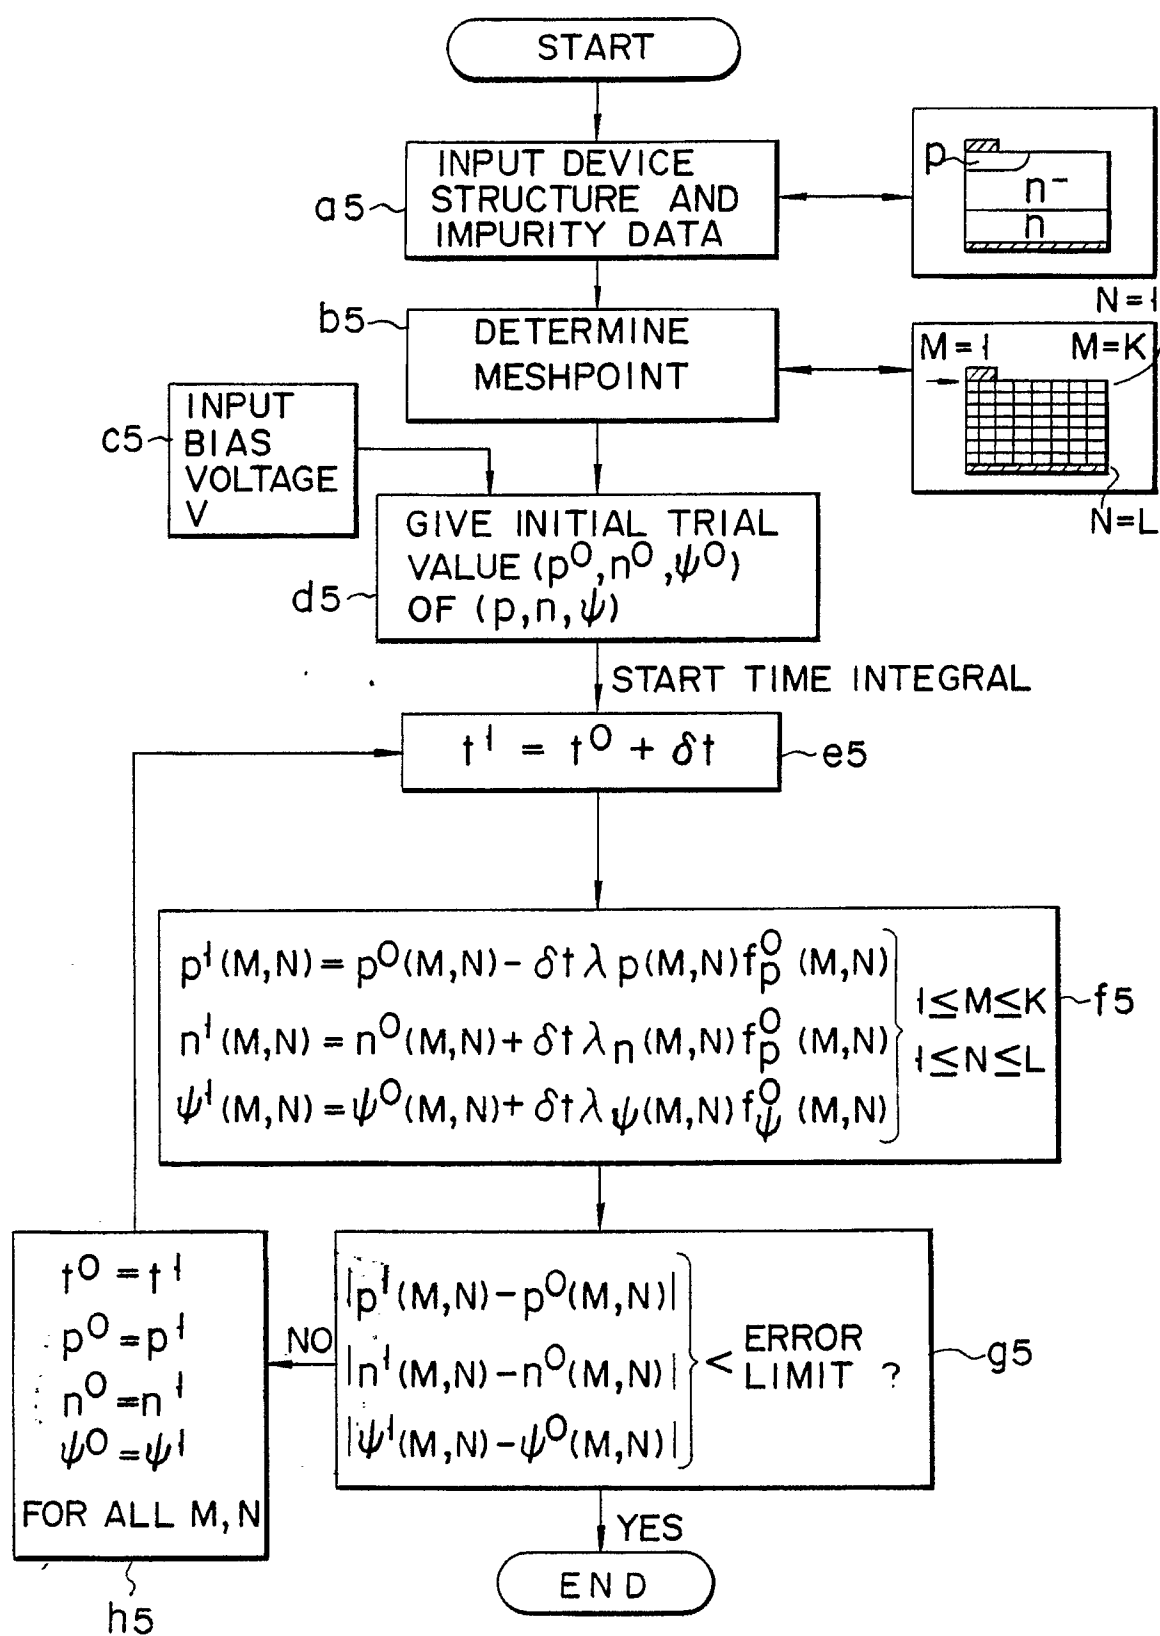 START
INPUT DEVICE
STRUCTURE AND
IMPURITY DATA
a5
p
n-
n
b5
DETERMINE
MESHPOINT
N=1
M=1
M=K
N=L
c5
INPUT
BIAS
VOLTAGE
V
d5
GIVE INITIAL TRIAL
VALUE (p⁰,n⁰,ψ⁰)
OF (p,n,ψ)
START TIME INTEGRAL
t¹ = t⁰ + δt
e5
p¹(M,N) = p⁰(M,N) − δt λ p(M,N) f⁰p (M,N)
n¹(M,N) = n⁰(M,N) + δt λ n (M,N) f⁰p (M,N)
ψ¹(M,N) = ψ⁰(M,N) + δt λ ψ(M,N) f⁰ψ (M,N)
1≤M≤K
1≤N≤L
f5
|p¹(M,N) − p⁰(M,N)|
|n¹(M,N) − n⁰(M,N)|
|ψ¹(M,N) − ψ⁰(M,N)|
< ERROR
LIMIT ?
g5
NO
t⁰ = t¹
p⁰ = p¹
n⁰ = n¹
ψ⁰ = ψ¹
FOR ALL M, N
h5
YES
END